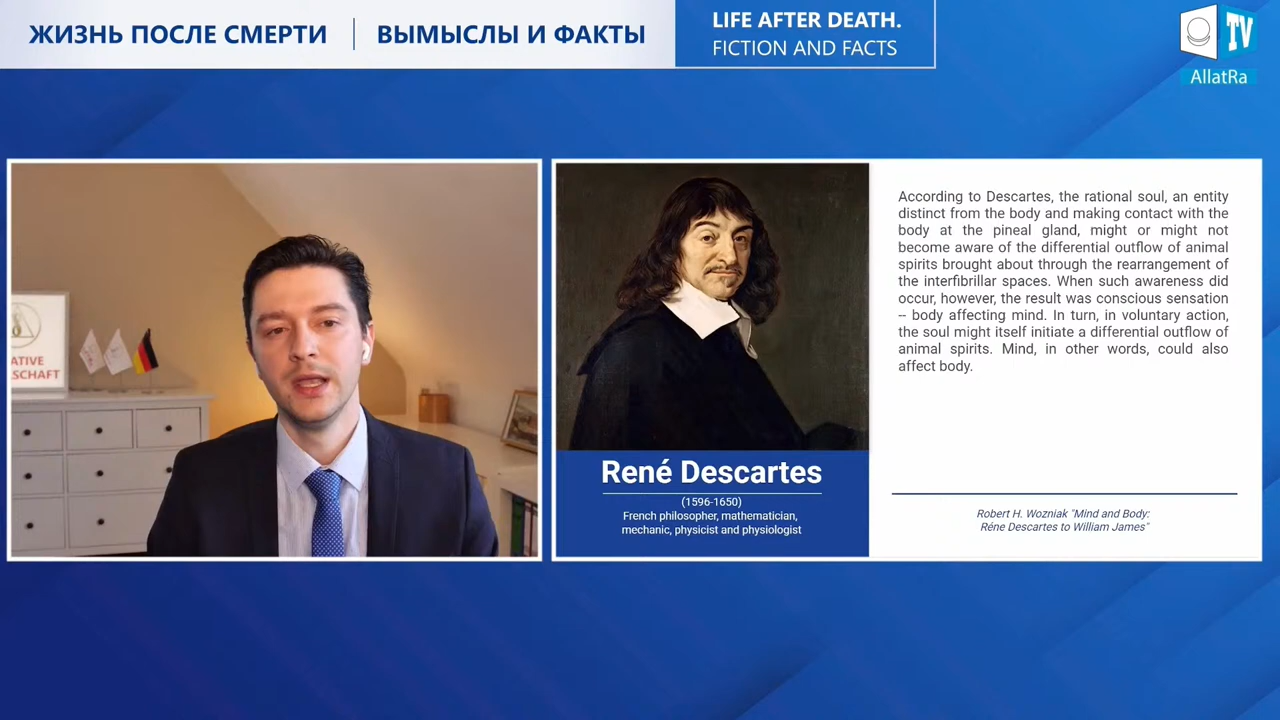 ЖИЗНЬ ПОСЛЕ СМЕРТИ
ВЫМЫСЛЫ И ФАКТЫ
LIFE AFTER DEATH.
FICTION AND FACTS
TV
AllatRa
ATIVE
SCHAFT
According to Descartes, the rational soul, an entity
distinct from the body and making contact with the
body at the pineal gland, might or might not
become aware of the differential outflow of animal
spirits brought about through the rearrangement of
the interfibrillar spaces. When such awareness did
occur, however, the result was conscious sensation
-- body affecting mind. In turn, in voluntary action,
the soul might itself initiate a differential outflow of
animal spirits. Mind, in other words, could also
affect body.
René Descartes
(1596-1650)
French philosopher, mathematician,
mechanic, physicist and physiologist
Robert H. Wozniak "Mind and Body:
Réne Descartes to William James"